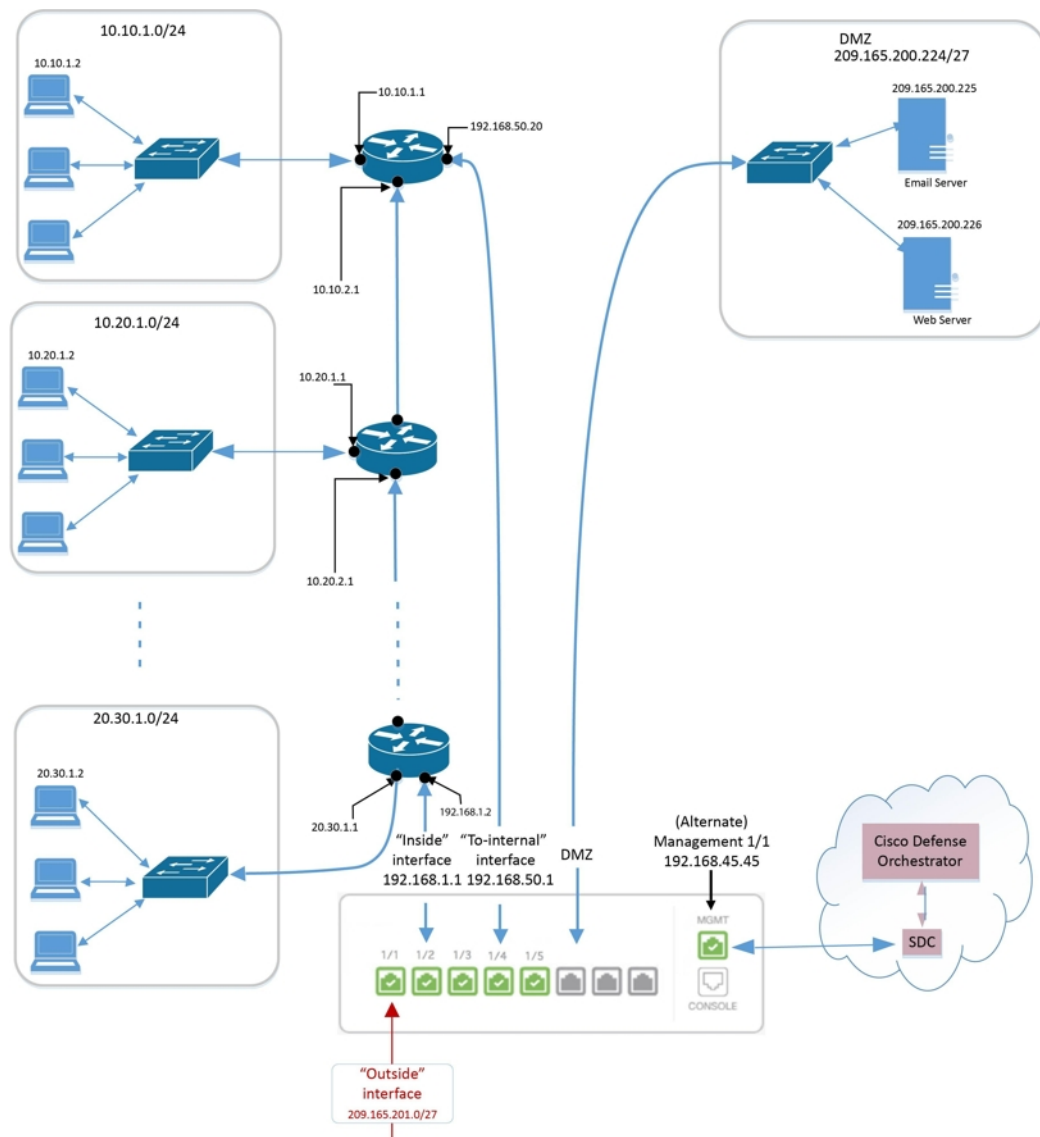 10.10.1.0/24
10.10.1.2
10.10.1.1
192.168.50.20
10.10.2.1
DMZ
209.165.200.224/27
209.165.200.225
Email Server
209.165.200.226
Web Server
10.20.1.0/24
10.20.1.2
10.20.1.1
10.20.2.1
20.30.1.0/24
20.30.1.2
20.30.1.1
192.168.1.2
“Inside”
interface
192.168.1.1
“To-internal”
interface
192.168.50.1
DMZ
(Alternate)
Management 1/1
192.168.45.45
Cisco Defense
Orchestrator
SDC
1/1
1/2
1/3
1/4
1/5
MGMT
CONSOLE
“Outside”
interface
209.165.201.0/27